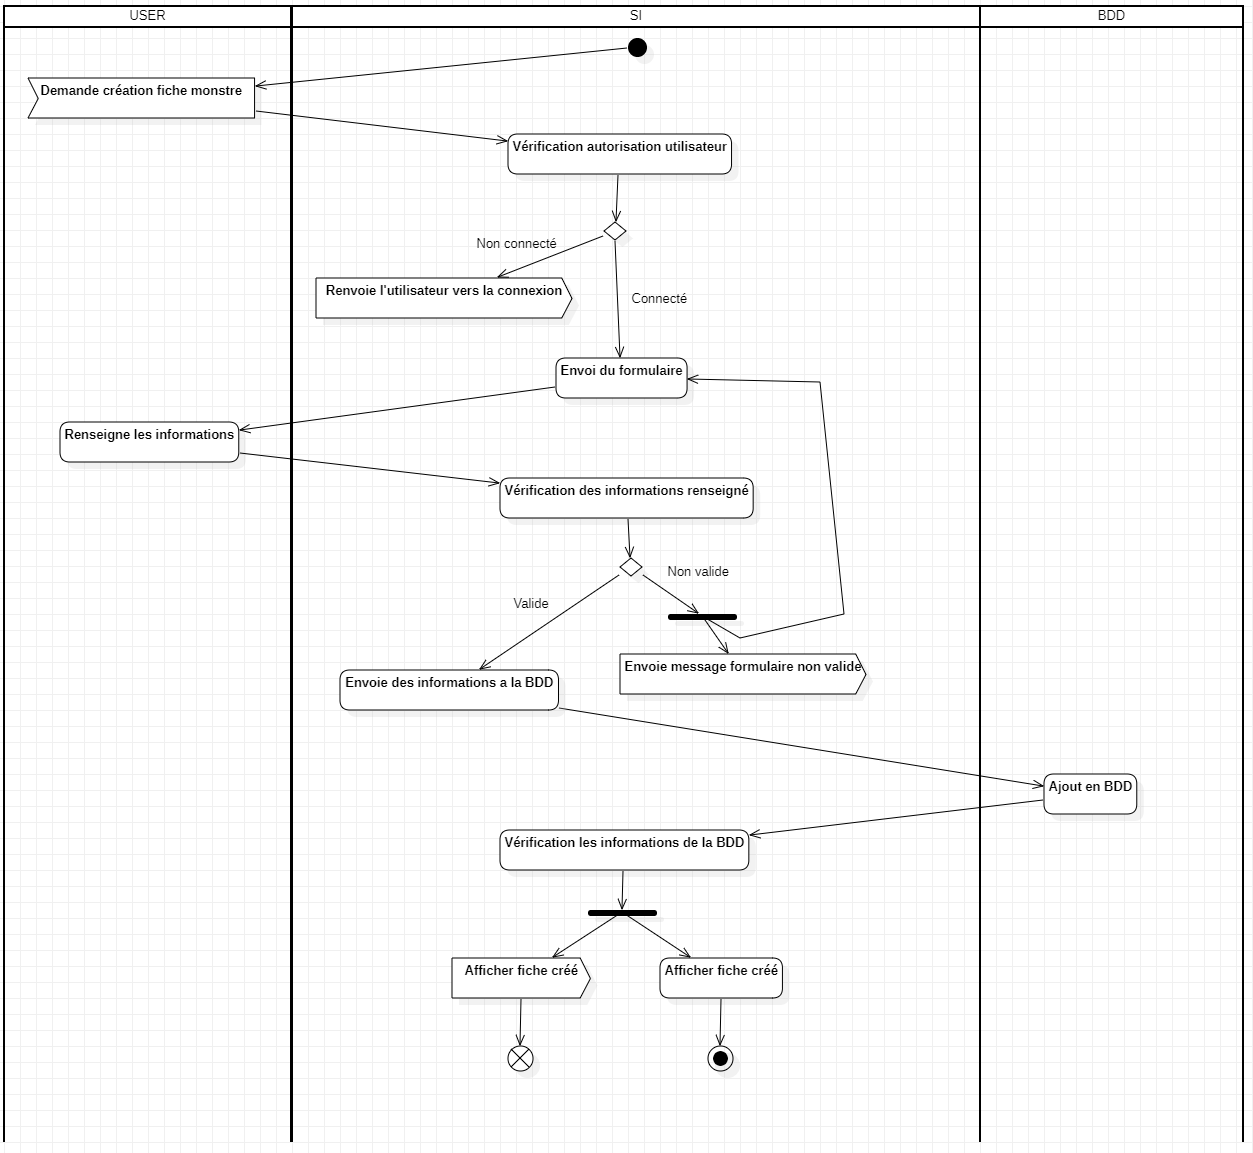 USER
SI
BDD
Demande création fiche monstre
Vérification autorisation utilisateur
Non connecté
Renvoie l'utilisateur vers la connexion
Connecté
Envoi du formulaire
Renseigne les informations
Vérification des informations renseigné
Non valide
Valide
Envoie message formulaire non valide
Envoie des informations a la BDD
Ajout en BDD
Vérification les informations de la BDD
Afficher fiche créé
Afficher fiche créé